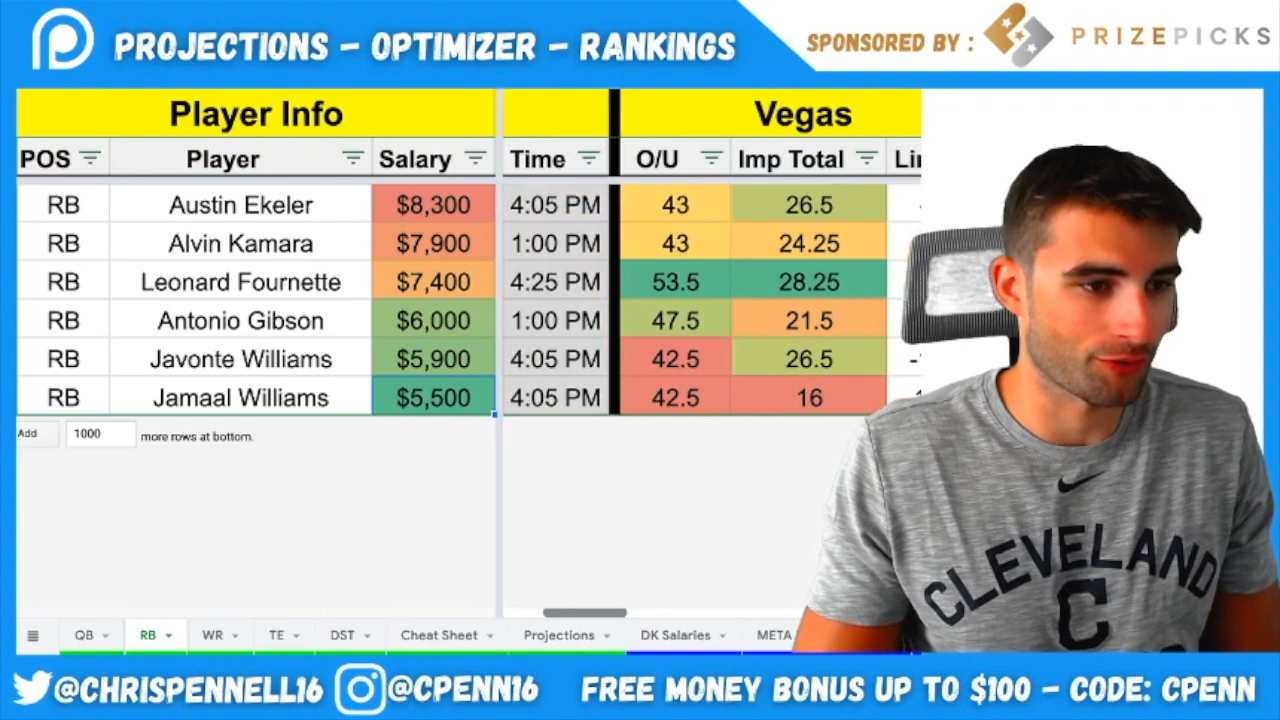 PROJECTIONS - OPTIMIZER - RANKINGS
SPONSORED BY : PRIZEPICKS
Player Info Vegas
POS Player Salary Time O/U Imp Total
RB Austin Ekeler $8,300 4:05 PM 43 26.5
RB Alvin Kamara $7,900 1:00 PM 43 24.25
RB Leonard Fournette $7,400 4:25 PM 53.5 28.25
RB Antonio Gibson $6,000 1:00 PM 47.5 21.5
RB Javonte Williams $5,900 4:05 PM 42.5 26.5
RB Jamaal Williams $5,500 4:05 PM 42.5 16
Add 1000 more rows at bottom.
CLEVELAND
C
QB RB WR TE DST Cheat Sheet Projections DK Salaries META
@CHRISPENNELL16 @CPENN16 FREE MONEY BONUS UP TO $100 - CODE: CPENN